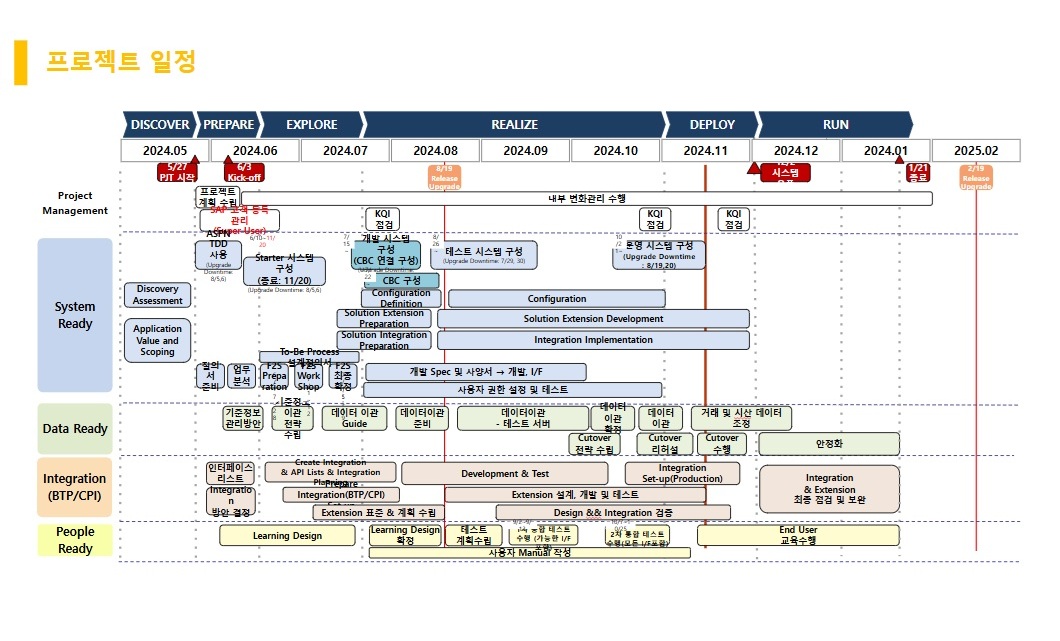 프로젝트 일정
DISCOVER
PREPARE
EXPLORE
REALIZE
DEPLOY
RUN
2024.05
2024.06
2024.07
2024.08
2024.09
2024.10
2024.11
2024.12
2024.01
2025.02
5/27
PJT 시작
6/3
Kick-off
8/19
Release
Upgrade
시스템
1/21
종료
2/19
Release
Upgrade
Project
Management
프로젝트
계획 수립
내부 변화관리 수행
SAP 고객 등록
관리
(Super User)
KQI
점검
KQI
점검
KQI
점검
System
Ready
ASPN
TDD
사용
(Upgrade
Downtime:
8/5,6)
6/10~11/
20
Starter 시스템
구성
(종료: 11/20)
(Upgrade Downtime: 8/5,6)
7/
15
개발 시스템
구성
(CBC 연결 구성)
22
CBC 구성
8/
26
~
테스트 시스템 구성
(Upgrade Downtime: 7/29, 30)
10
/2
~
운영 시스템 구성
(Upgrade Downtime
: 8/19,20)
Discovery
Assessment
Configuration
Definition
Configuration
Application
Value and
Scoping
Solution Extension
Preparation
Solution Extension Development
Solution Integration
Preparation
Integration Implementation
To-Be Process
설계정의서
질의
서
준비
업무
분석
F2S
Prepa
ration
F2S
Work
Shop
F2S
최종
확정
개발 Spec 및 사양서 → 개발, I/F
사용자 권한 설정 및 테스트
Data Ready
기준정보
관리방안
기준정보
이관
전략
수립
데이터 이관
Guide
데이터이관
준비
데이터이관
- 테스트 서버
데이터
이관
확정
데이터
이관
거래 및 시산 데이터
조정
Cutover
전략 수립
Cutover
리허설
Cutover
수행
안정화
Integration
(BTP/CPI)
인터페이스
리스트
Create Integration
& API Lists & Integration
Planning
Development & Test
Integration
Set-up(Production)
Integration
& Extension
최종 점검 및 보완
Integratio
n
방안 결정
Prepare
Integration(BTP/CPI)
Extension 설계, 개발 및 테스트
Extension 표준 & 계획 수립
Design && Integration 검증
People
Ready
Learning Design
Learning Design
확정
테스트
계획수립
1차 통합 테스트
수행 (가능한 I/F
2차 통합 테스트
수행(모든 I/F포함)
End User
교육수행
사용자 Manual 작성